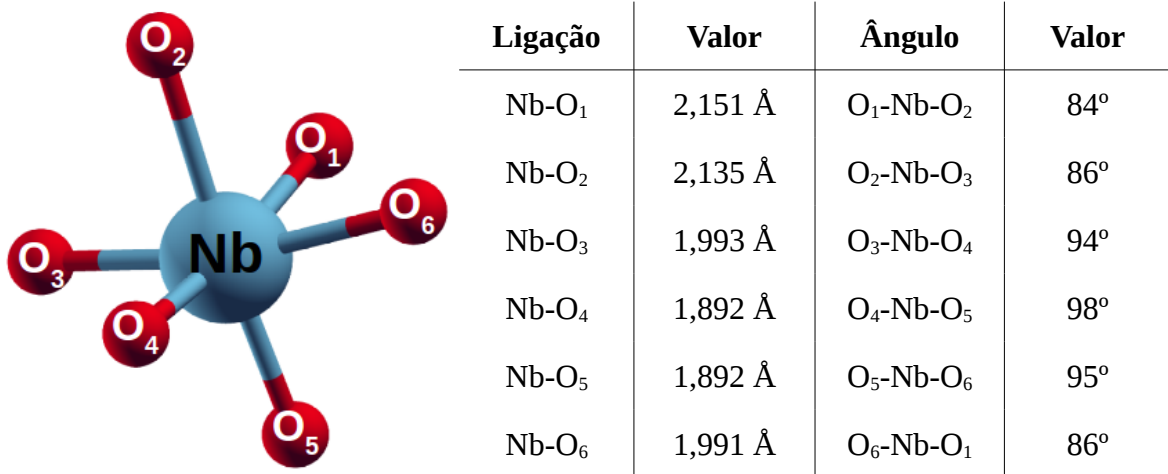 O₂
O₁
O₆
Nb
O₃
O₄
O₅
Ligação Valor Ângulo Valor
Nb-O₁ 2,151 Å O₁-Nb-O₂ 84º
Nb-O₂ 2,135 Å O₂-Nb-O₃ 86º
Nb-O₃ 1,993 Å O₃-Nb-O₄ 94º
Nb-O₄ 1,892 Å O₄-Nb-O₅ 98º
Nb-O₅ 1,892 Å O₅-Nb-O₆ 95º
Nb-O₆ 1,991 Å O₆-Nb-O₁ 86º